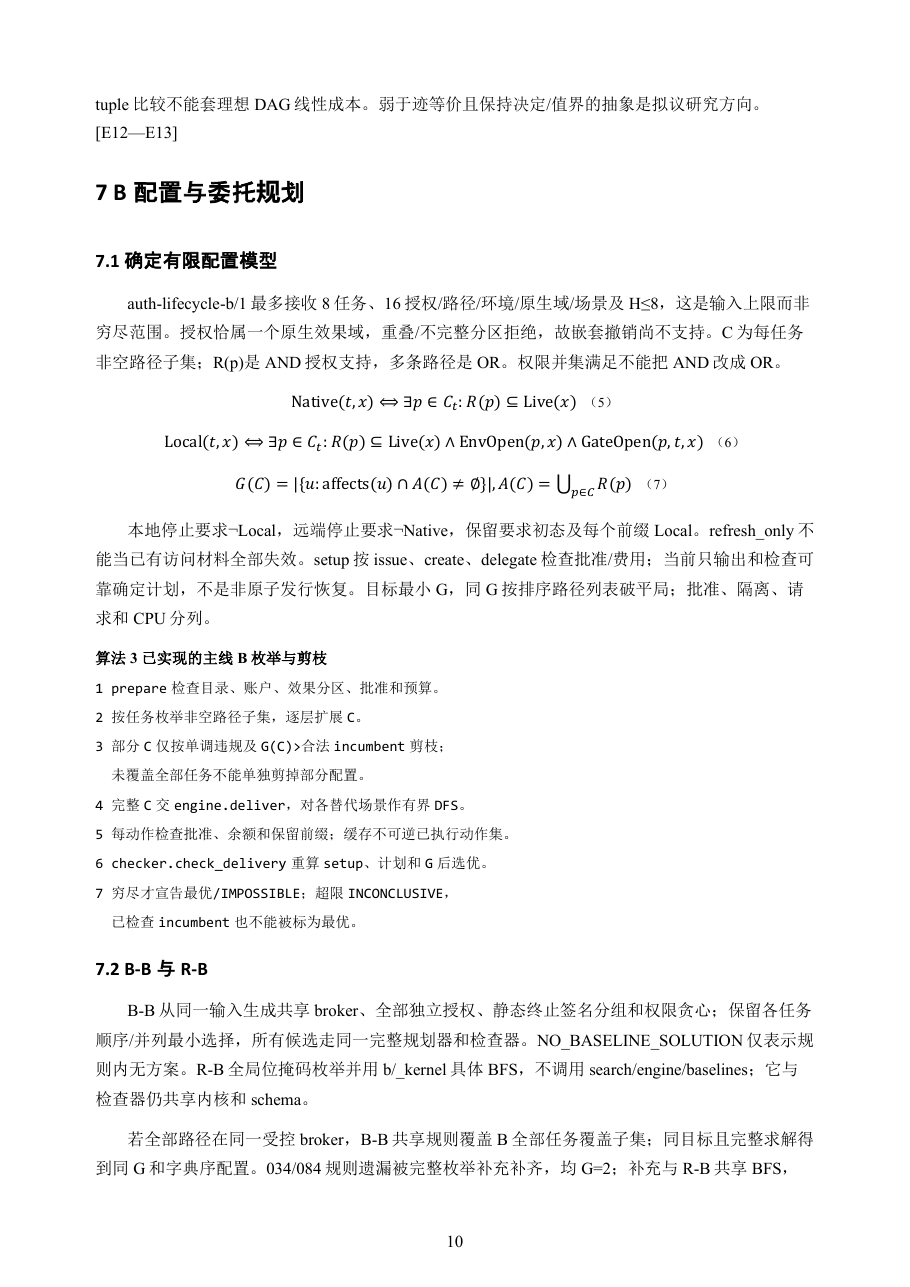 tuple 比较不能套理想 DAG 线性成本。弱于迹等价且保持决定/值界的抽象是拟议研究方向。
[E12—E13]
7 B 配置与委托规划
7.1 确定有限配置模型
auth-lifecycle-b/1 最多接收 8 任务、16 授权/路径/环境/原生域/场景及 H≤8，这是输入上限而非
穷尽范围。授权恰属一个原生效果域，重叠/不完整分区拒绝，故嵌套撤销尚不支持。C 为每任务
非空路径子集；R(p)是 AND 授权支持，多条路径是 OR。权限并集满足不能把 AND 改成 OR。
Native(𝑡, 𝑥) ⟺ ∃𝑝 ∈ 𝐶𝑡: 𝑅(𝑝) ⊆ Live(𝑥) （5）
Local(𝑡, 𝑥) ⟺ ∃𝑝 ∈ 𝐶𝑡: 𝑅(𝑝) ⊆ Live(𝑥) ∧ EnvOpen(𝑝, 𝑥) ∧ GateOpen(𝑝, 𝑡, 𝑥) （6）
𝐺(𝐶) = |{𝑢: affects(𝑢) ∩ 𝐴(𝐶) ≠ ∅}|, 𝐴(𝐶) = ⋃𝑝∈𝐶 𝑅(𝑝) （7）
本地停止要求¬Local，远端停止要求¬Native，保留要求初态及每个前缀 Local。refresh_only 不
能当已有访问材料全部失效。setup 按 issue、create、delegate 检查批准/费用；当前只输出和检查可
靠确定计划，不是非原子发行恢复。目标最小 G，同 G 按排序路径列表破平局；批准、隔离、请
求和 CPU 分列。
算法 3 已实现的主线 B 枚举与剪枝
1 prepare 检查目录、账户、效果分区、批准和预算。
2 按任务枚举非空路径子集，逐层扩展 C。
3 部分 C 仅按单调违规及 G(C)>合法 incumbent 剪枝；
未覆盖全部任务不能单独剪掉部分配置。
4 完整 C 交 engine.deliver，对各替代场景作有界 DFS。
5 每动作检查批准、余额和保留前缀；缓存不可逆已执行动作集。
6 checker.check_delivery 重算 setup、计划和 G 后选优。
7 穷尽才宣告最优/IMPOSSIBLE；超限 INCONCLUSIVE，
已检查 incumbent 也不能被标为最优。
7.2 B-B 与 R-B
B-B 从同一输入生成共享 broker、全部独立授权、静态终止签名分组和权限贪心；保留各任务
顺序/并列最小选择，所有候选走同一完整规划器和检查器。NO_BASELINE_SOLUTION 仅表示规
则内无方案。R-B 全局位掩码枚举并用 b/_kernel 具体 BFS，不调用 search/engine/baselines；它与
检查器仍共享内核和 schema。
若全部路径在同一受控 broker，B-B 共享规则覆盖 B 全部任务覆盖子集；同目标且完整求解得
到同 G 和字典序配置。034/084 规则遗漏被完整枚举补充补齐，均 G=2；补充与 R-B 共享 BFS，
10